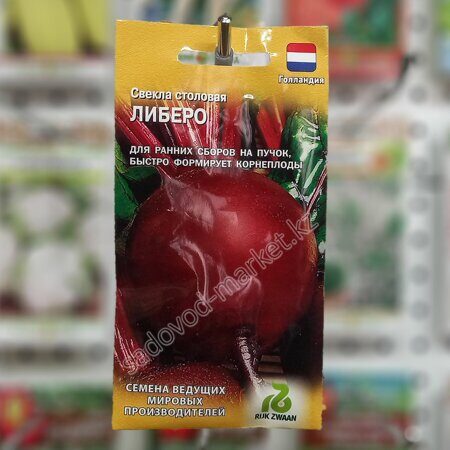 Голландия
Свекла столовая
ЛИБЕРО
ДЛЯ РАННИХ СБОРОВ НА ПУЧОК,
БЫСТРО ФОРМИРУЕТ КОРНЕПЛОДЫ
sadovod-market.kz
СЕМЕНА ВЕДУЩИХ
МИРОВЫХ
ПРОИЗВОДИТЕЛЕЙ
RIJK ZWAAN